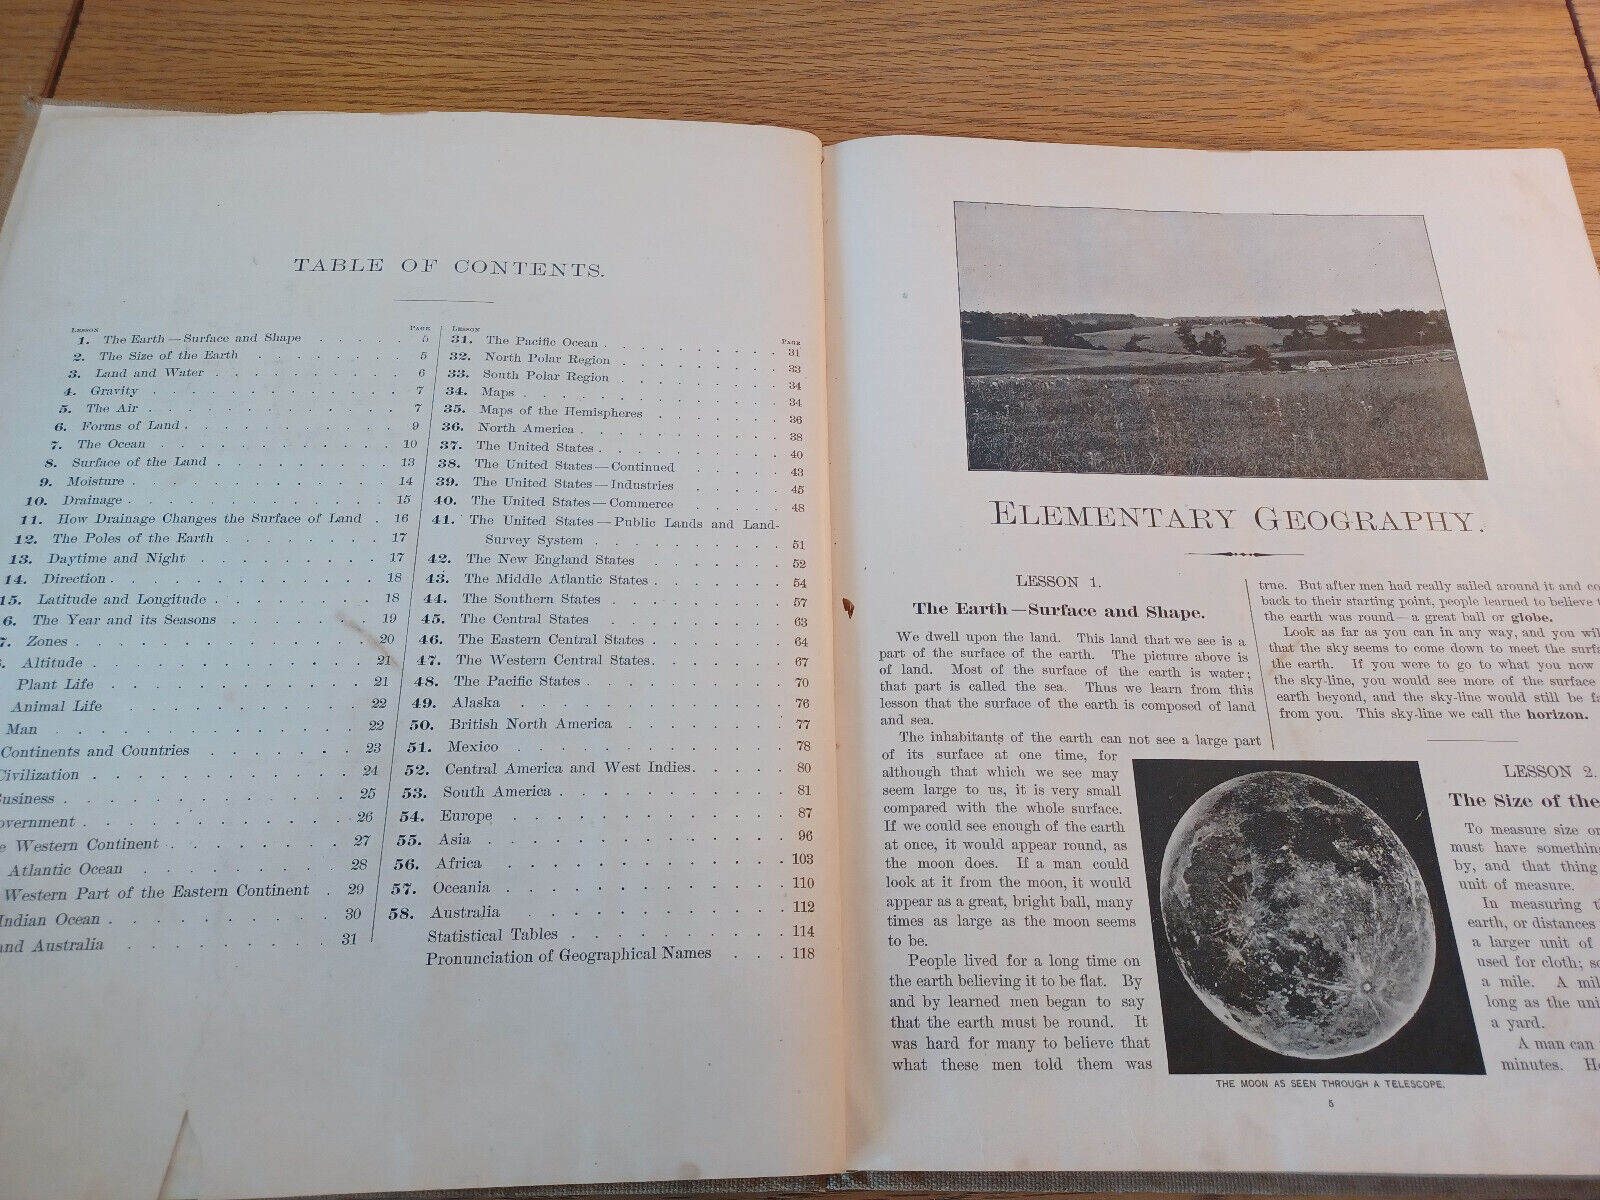 TABLE OF CONTENTS.
LESSON PAGE
1. The Earth — Surface and Shape . . . . . 5
2. The Size of the Earth . . . . . . . 5
3. Land and Water . . . . . . . . . 6
4. Gravity . . . . . . . . . . . . 7
5. The Air . . . . . . . . . . . . 7
6. Forms of Land . . . . . . . . . . 9
7. The Ocean . . . . . . . . . . . 10
8. Surface of the Land . . . . . . . . 13
9. Moisture . . . . . . . . . . . . 14
10. Drainage . . . . . . . . . . . . 15
11. How Drainage Changes the Surface of Land . 16
12. The Poles of the Earth . . . . . . . 17
13. Daytime and Night . . . . . . . . 17
14. Direction . . . . . . . . . . . . 18
15. Latitude and Longitude . . . . . . . 18
6. The Year and its Seasons . . . . . . 19
7. Zones . . . . . . . . . . . . . 20
Altitude . . . . . . . . . . . . 21
Plant Life . . . . . . . . . . . 21
Animal Life . . . . . . . . . . . 22
Man . . . . . . . . . . . . . 22
Continents and Countries . . . . . . . 23
Civilization . . . . . . . . . . . 24
Business . . . . . . . . . . . . 25
overnment . . . . . . . . . . . . 26
e Western Continent . . . . . . . . 27
Atlantic Ocean . . . . . . . . . . 28
Western Part of the Eastern Continent . 29
Indian Ocean . . . . . . . . . . 30
and Australia . . . . . . . . . . 31
LESSON PAGE
31. The Pacific Ocean . . . . . . . . 31
32. North Polar Region . . . . . . . . 33
33. South Polar Region . . . . . . . . 34
34. Maps . . . . . . . . . . . . . 34
35. Maps of the Hemispheres . . . . . . 36
36. North America . . . . . . . . . . 38
37. The United States . . . . . . . . . 40
38. The United States — Continued . . . . . 43
39. The United States — Industries . . . . . 45
40. The United States — Commerce . . . . . 48
41. The United States — Public Lands and Land-
Survey System . . . . . . . . . 51
42. The New England States . . . . . . . 52
43. The Middle Atlantic States . . . . . . 54
44. The Southern States . . . . . . . . 57
45. The Central States . . . . . . . . 63
46. The Eastern Central States . . . . . . 64
47. The Western Central States . . . . . . 67
48. The Pacific States . . . . . . . . . 70
49. Alaska . . . . . . . . . . . . 76
50. British North America . . . . . . . 77
51. Mexico . . . . . . . . . . . . 78
52. Central America and West Indies . . . . . 80
53. South America . . . . . . . . . . 81
54. Europe . . . . . . . . . . . . 87
55. Asia . . . . . . . . . . . . . 96
56. Africa . . . . . . . . . . . . 103
57. Oceania . . . . . . . . . . . . 110
58. Australia . . . . . . . . . . . 112
Statistical Tables . . . . . . . . . 114
Pronunciation of Geographical Names . . . 118
ELEMENTARY GEOGRAPHY.
LESSON 1.
The Earth — Surface and Shape.
We dwell upon the land. This land that we see is a
part of the surface of the earth. The picture above is
of land. Most of the surface of the earth is water;
that part is called the sea. Thus we learn from this
lesson that the surface of the earth is composed of land
and sea.
The inhabitants of the earth can not see a large part
of its surface at one time, for
although that which we see may
seem large to us, it is very small
compared with the whole surface.
If we could see enough of the earth
at once, it would appear round, as
the moon does. If a man could
look at it from the moon, it would
appear as a great, bright ball, many
times as large as the moon seems
to be.
People lived for a long time on
the earth believing it to be flat. By
and by learned men began to say
that the earth must be round. It
was hard for many to believe that
what these men told them was
true. But after men had really sailed around it and co
back to their starting point, people learned to believe t
the earth was round — a great ball or globe.
Look as far as you can in any way, and you wil
that the sky seems to come down to meet the surfa
the earth. If you were to go to what you now
the sky-line, you would see more of the surface
earth beyond, and the sky-line would still be fa
from you. This sky-line we call the horizon.
THE MOON AS SEEN THROUGH A TELESCOPE.
LESSON 2.
The Size of the
To measure size or
must have something
by, and that thing
unit of measure.
In measuring t
earth, or distances
a larger unit of
used for cloth; so
a mile. A mil
long as the uni
a yard.
A man can
minutes. He
5